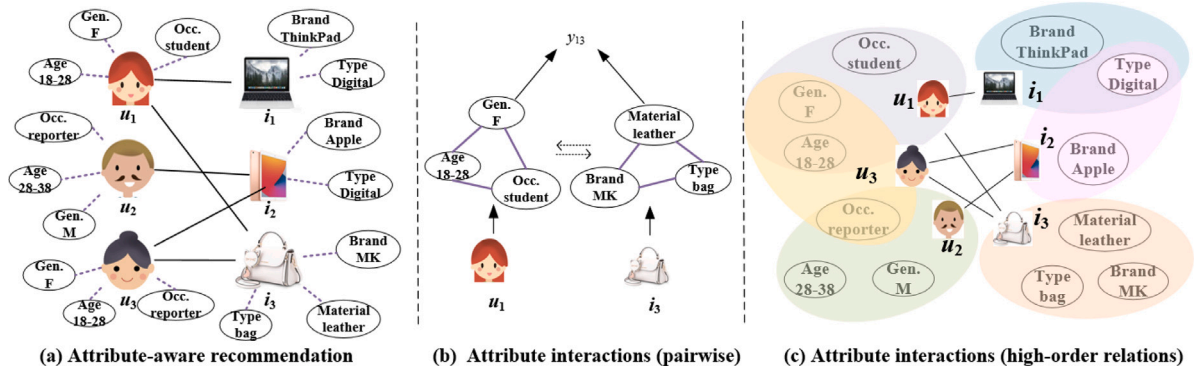 Gen.
F
Occ.
student
Age
18-28
u1
Brand
ThinkPad
Type
Digital
i1
Occ.
reporter
Age
28-38
Gen.
M
u2
Brand
Apple
Type
Digital
i2
Gen.
F
Age
18-28
u3
Occ.
reporter
Brand
MK
i3
Type
bag
Material
leather
(a) Attribute-aware recommendation
y13
Gen.
F
Age
18-28
Occ.
student
Material
leather
Brand
MK
Type
bag
u1
i3
(b) Attribute interactions (pairwise)
Occ.
student
Brand
ThinkPad
Type
Digital
u1
i1
Gen.
F
Age
18-28
i2
Brand
Apple
u3
Occ.
reporter
u2
i3
Material
leather
Age
28-38
Gen.
M
Type
bag
Brand
MK
(c) Attribute interactions (high-order relations)